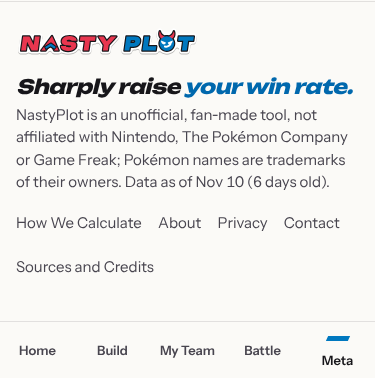 NASTY PLOT
Sharply raise your win rate.
NastyPlot is an unofficial, fan-made tool, not
affiliated with Nintendo, The Pokémon Company
or Game Freak; Pokémon names are trademarks
of their owners. Data as of Nov 10 (6 days old).
How We Calculate About Privacy Contact
Sources and Credits
Home Build My Team Battle Meta